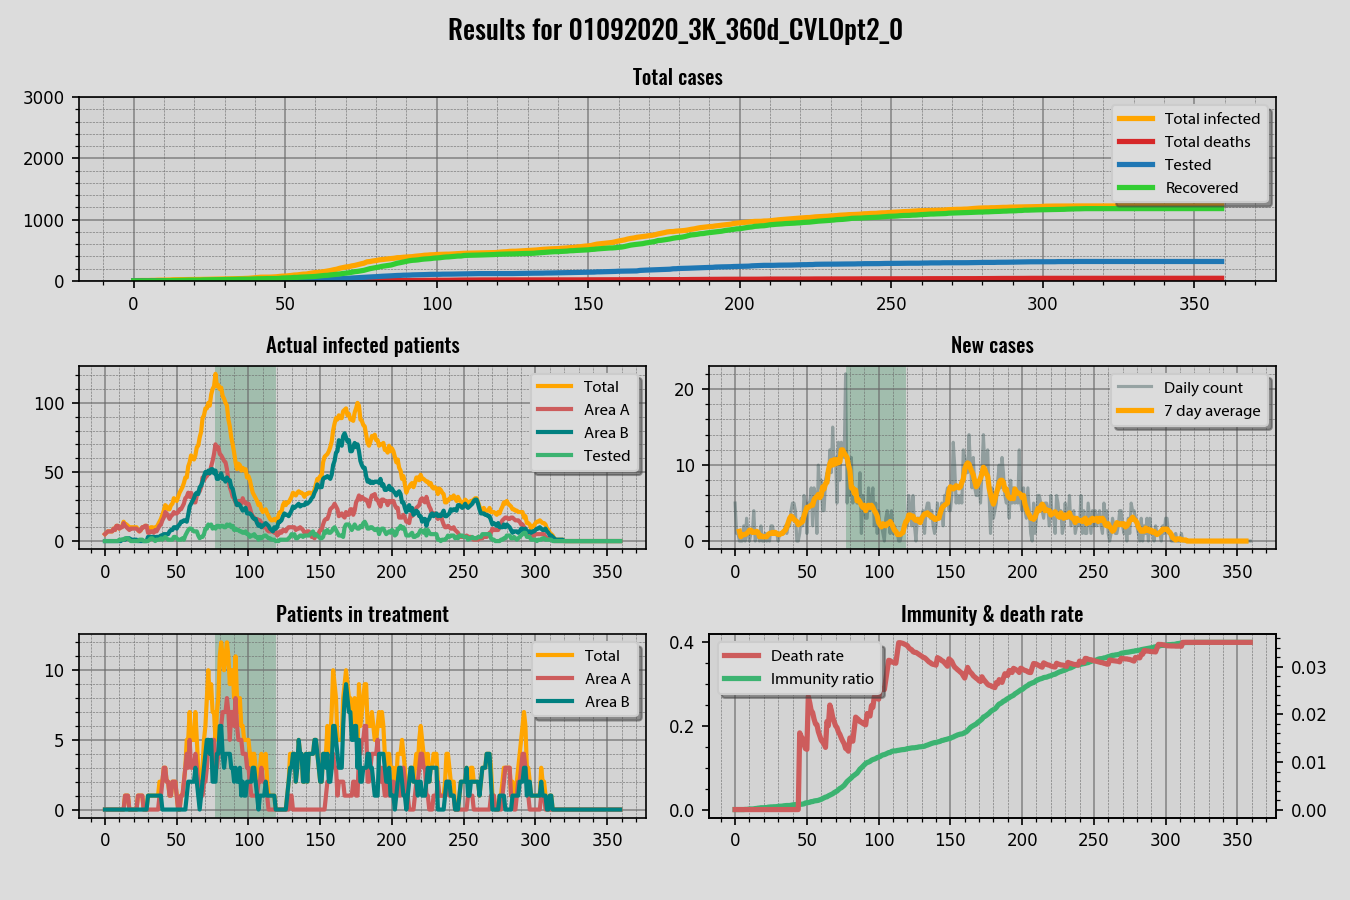 Results for 01092020_3K_360d_CVLOpt2_0
Total cases
3000
2000
1000
0
Total infected
Total deaths
Tested
Recovered
0 50 100 150 200 250 300 350
Actual infected patients
100
50
0
Total
Area A
Area B
Tested
0 50 100 150 200 250 300 350
New cases
20
10
0
Daily count
7 day average
0 50 100 150 200 250 300 350
Patients in treatment
10
5
0
Total
Area A
Area B
0 50 100 150 200 250 300 350
Immunity & death rate
0.4
0.2
0.0
Death rate
Immunity ratio
0.03
0.02
0.01
0.00
0 50 100 150 200 250 300 350